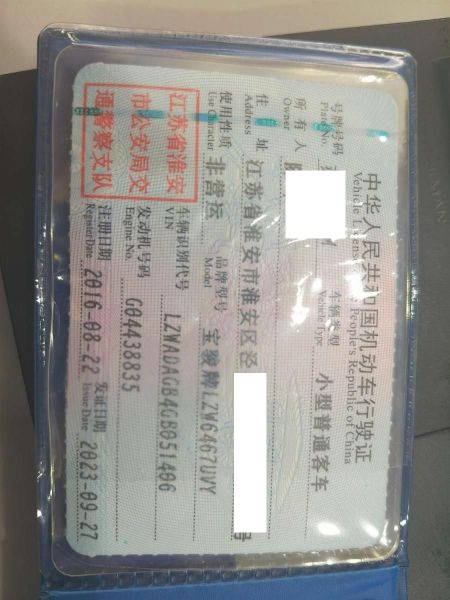 中华人民共和国机动车行驶证
Vehicle License of the People's Republic of China
号牌号码
Plate No.
车辆类型
Vehicle Type
小型普通客车
所有人
Owner
住址
Address
江苏省淮安市淮安区泾
号
使用性质
Use Character
非营运
品牌型号
Model
宝骏牌LZW6467UVY
江苏省淮安
市公安局交
通警察支队
车辆识别代号
VIN
LZWADAGB4GB051406
发动机号码
Engine No.
G04438835
注册日期
Register Date
2016-08-22
发证日期
Issue Date
2023-09-27